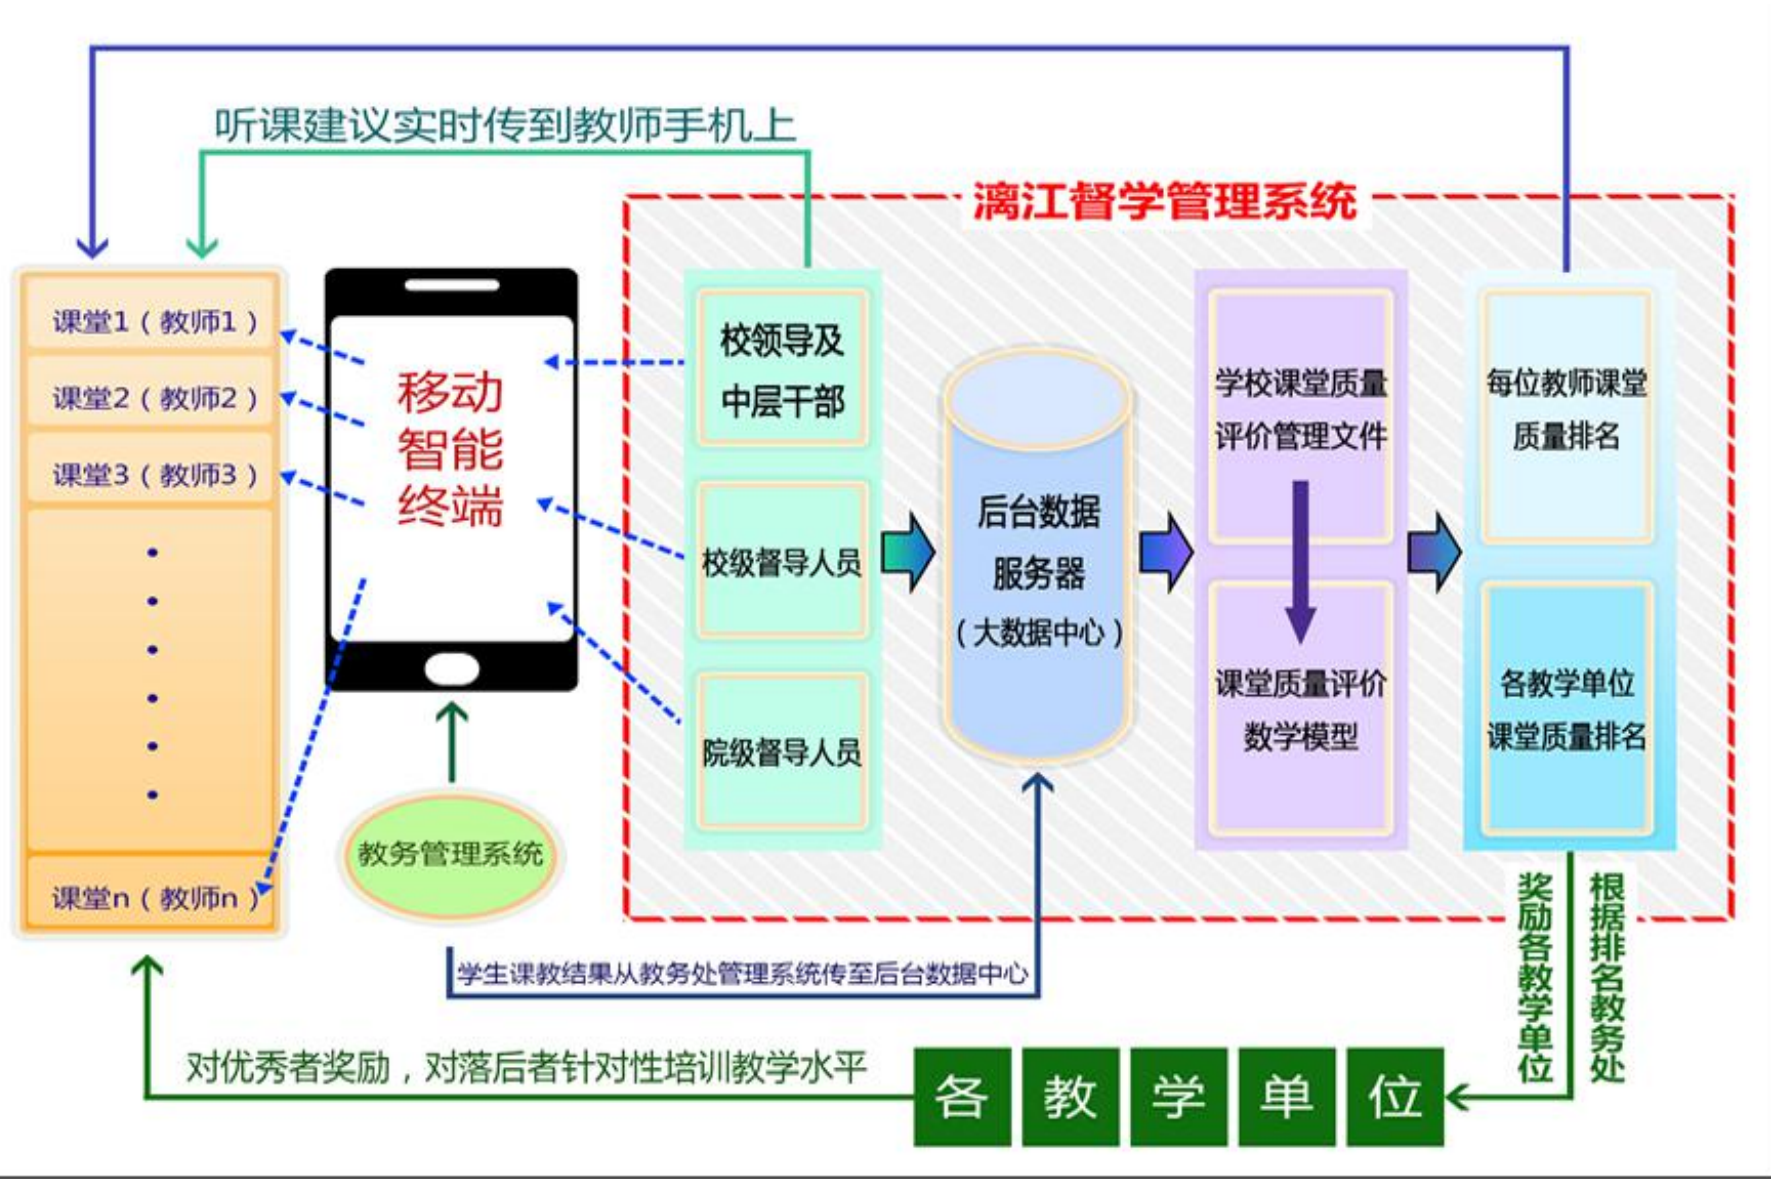 听课建议实时传到教师手机上
漓江督学管理系统
课堂1（教师1）
课堂2（教师2）
课堂3（教师3）
课堂n（教师n）
移动
智能
终端
教务管理系统
校领导及
中层干部
校级督导人员
院级督导人员
后台数据
服务器
（大数据中心）
学校课堂质量
评价管理文件
课堂质量评价
数学模型
每位教师课堂
质量排名
各教学单位
课堂质量排名
学生课教结果从教务处管理系统传至后台数据中心
根据排名教务处
奖励各教学单位
对优秀者奖励，对落后者针对性培训教学水平
各教学单位